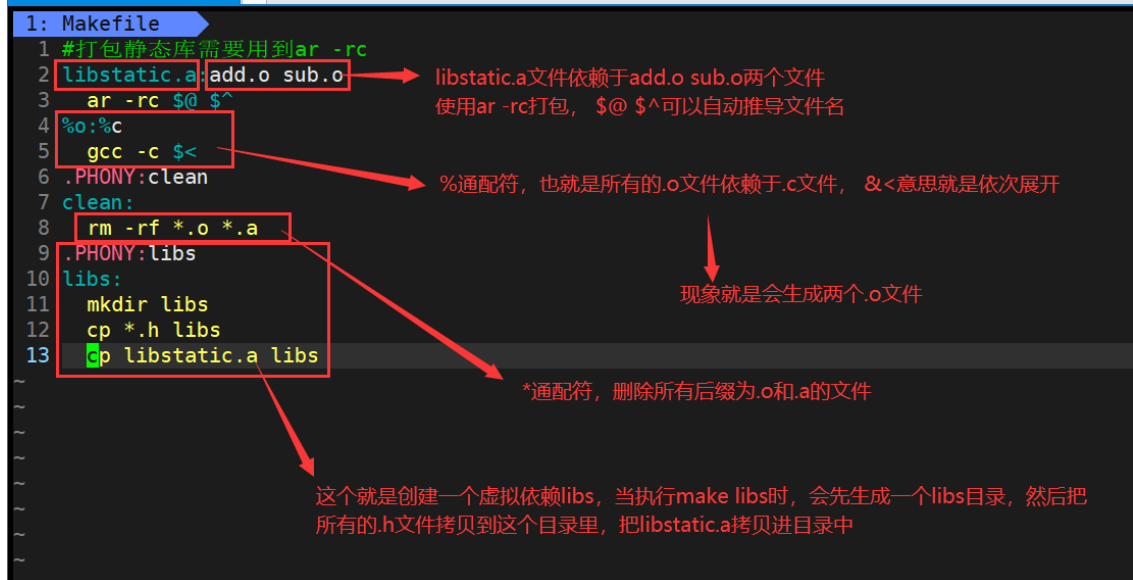 1: Makefile
1 #打包静态库需要用到ar -rc
2 libstatic.a:add.o sub.o
libstatic.a文件依赖于add.o sub.o两个文件
3 ar -rc $@ $^
使用ar -rc打包， $@ $^可以自动推导文件名
4 %o:%c
5 gcc -c $<
6 .PHONY:clean
%通配符，也就是所有的.o文件依赖于.c文件， &<意思就是依次展开
7 clean:
8 rm -rf *.o *.a
9 .PHONY:libs
10 libs:
现象就是会生成两个.o文件
11 mkdir libs
12 cp *.h libs
13 cp libstatic.a libs
~
*通配符，删除所有后缀为.o和.a的文件
~
~
~
~
这个就是创建一个虚拟依赖libs，当执行make libs时，会先生成一个libs目录，然后把
~
所有的.h文件拷贝到这个目录里，把libstatic.a拷贝进目录中
~
~